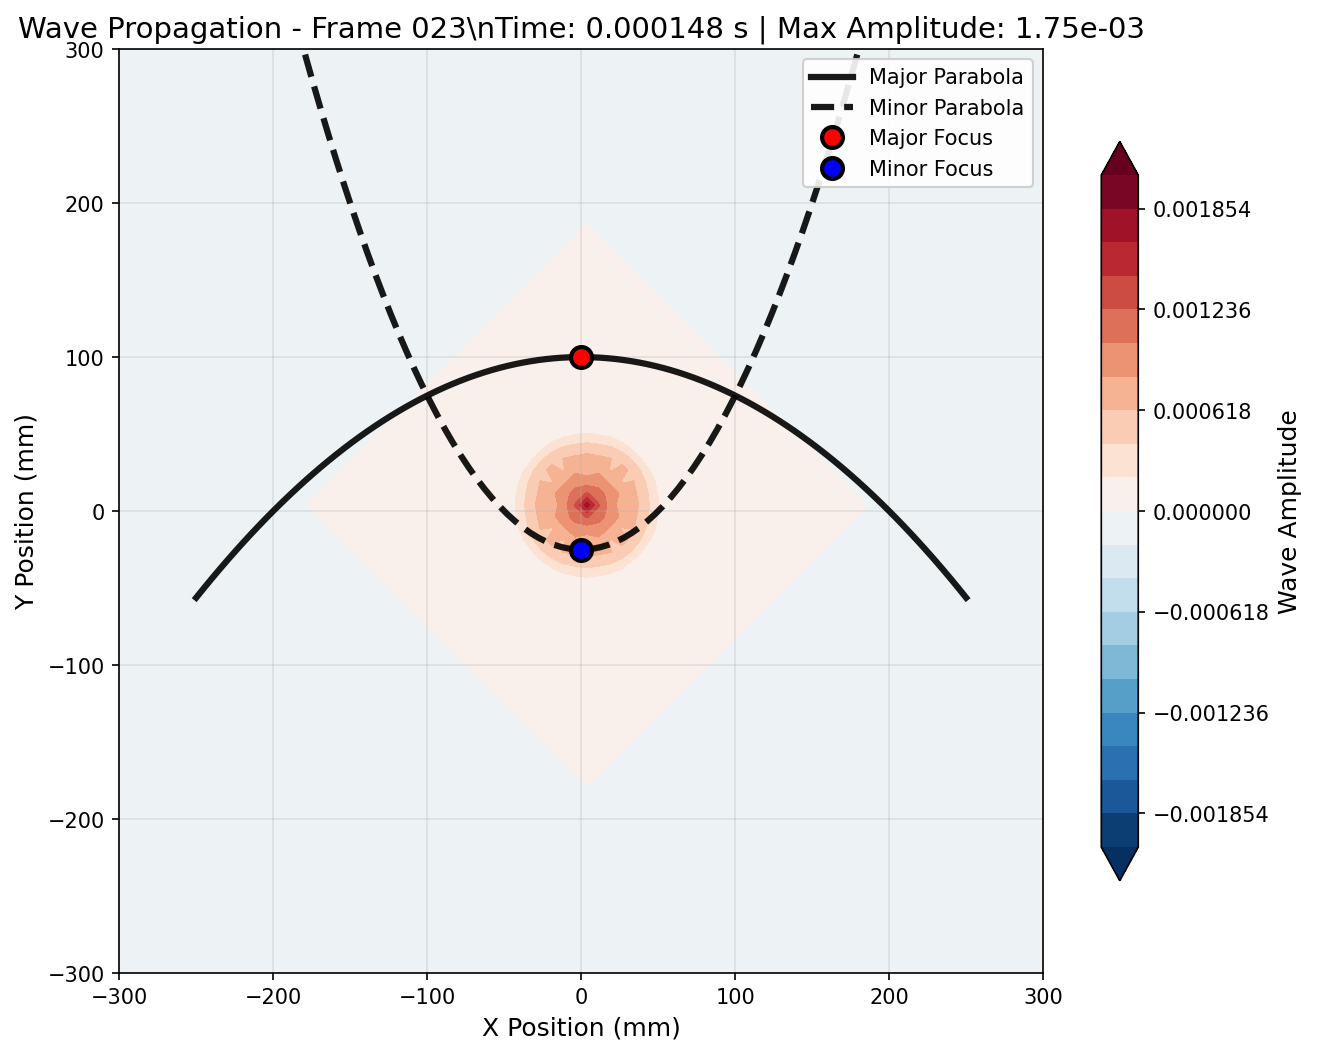 Wave Propagation - Frame 023\nTime: 0.000148 s | Max Amplitude: 1.75e-03
Major Parabola
Minor Parabola
Major Focus
Minor Focus
300
200
100
0
−100
−200
−300
Y Position (mm)
−300
−200
−100
0
100
200
300
X Position (mm)
0.001854
0.001236
0.000618
0.000000
−0.000618
−0.001236
−0.001854
Wave Amplitude